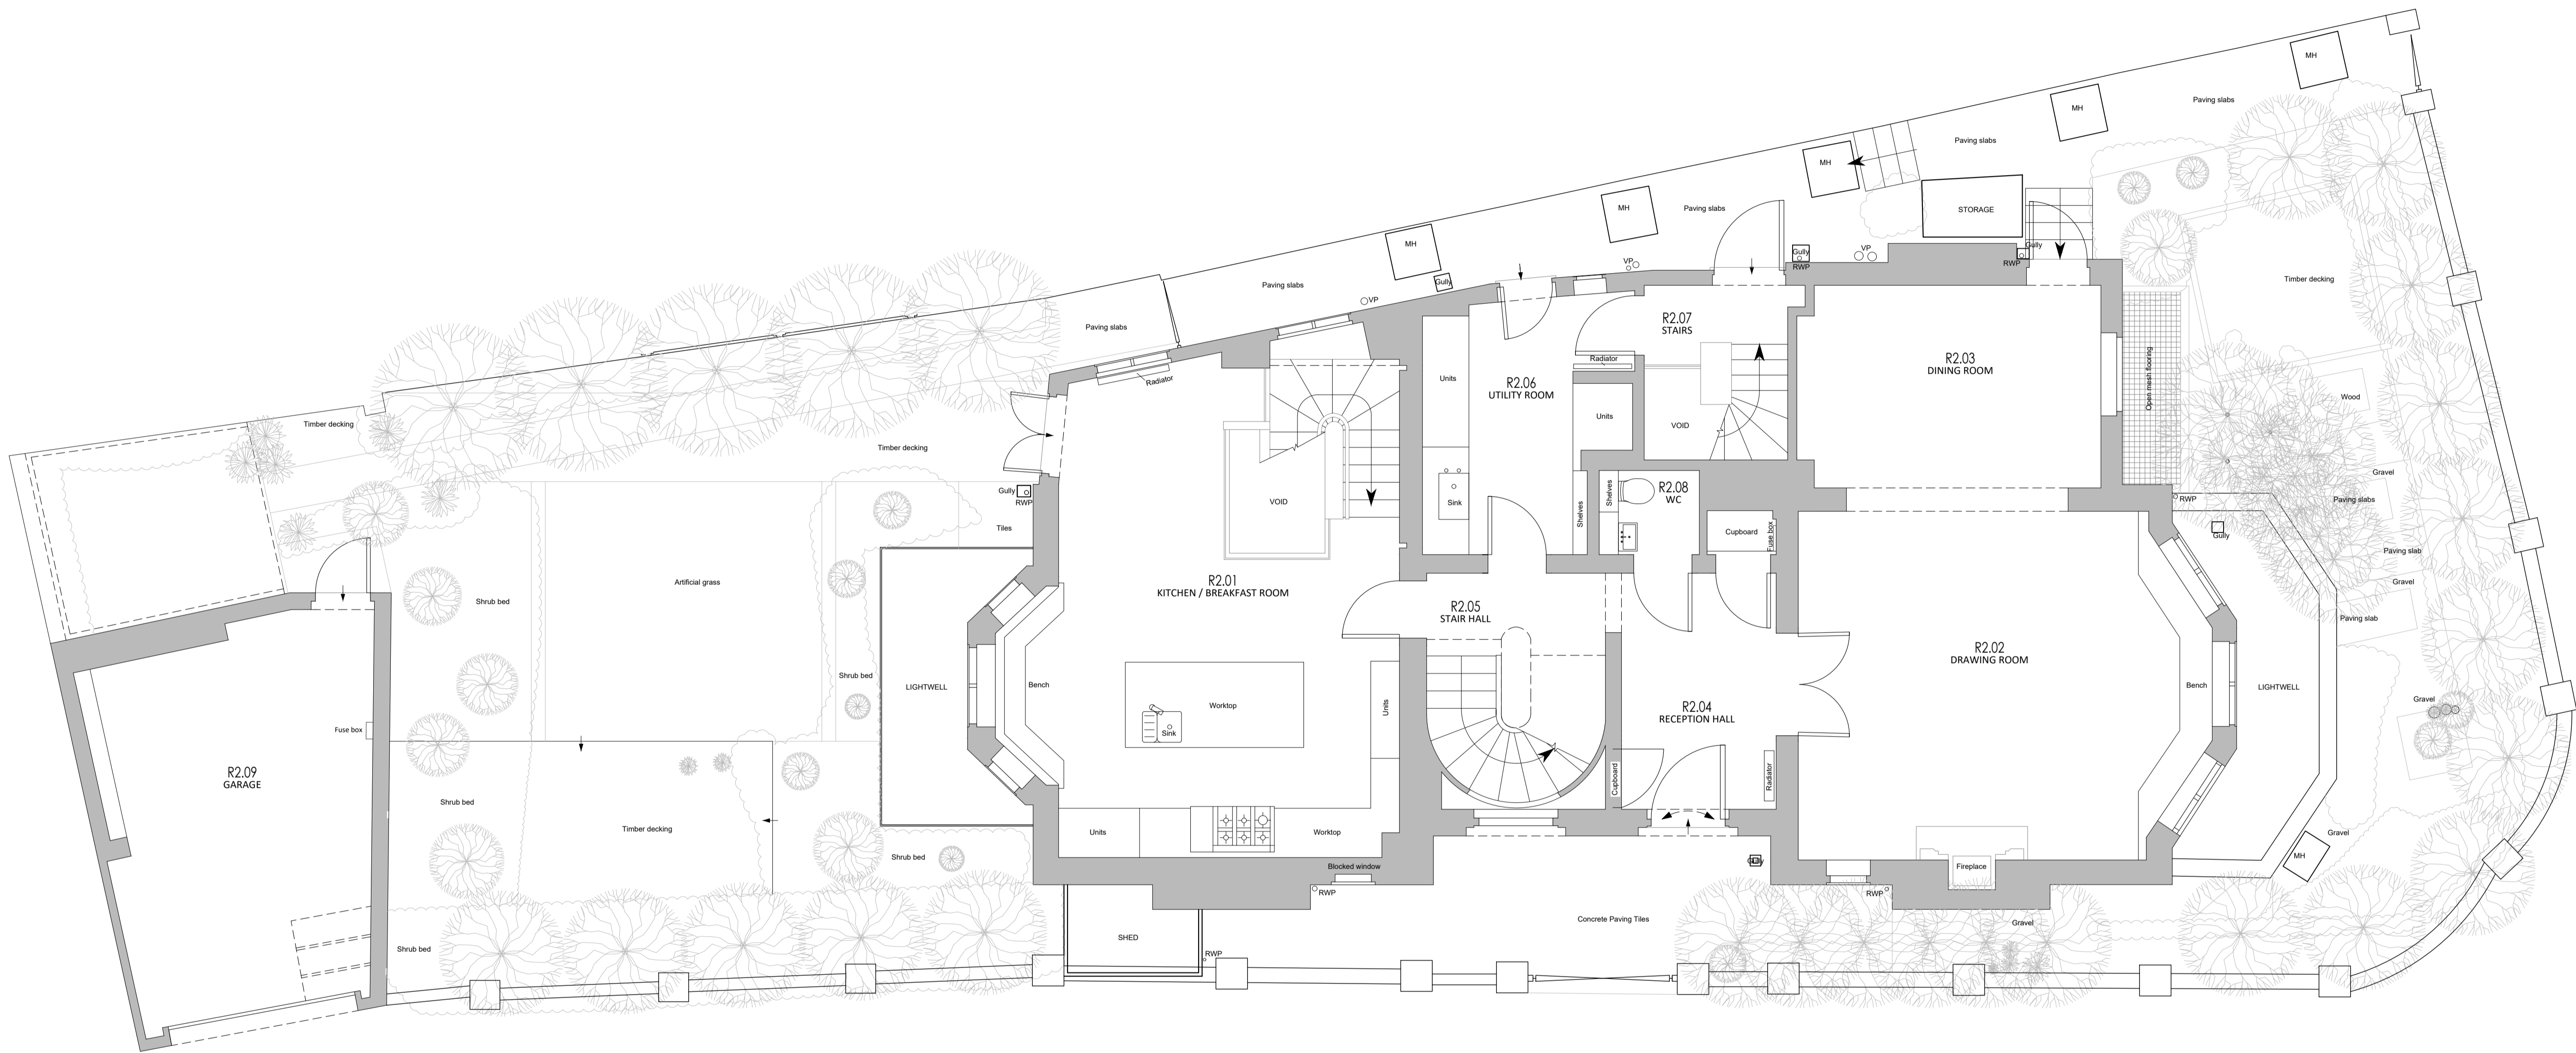 MH
Paving slabs
MH
Paving slabs
MH
STORAGE
MH
Paving slabs
MH
Gully
VP
Gully
RWP
RWP
VP
Timber decking
Paving slabs
VP
Gully
Paving slabs
R2.07
STAIRS
R2.03
DINING ROOM
Open mesh flooring
Radiator
Radiator
Units
R2.06
UTILITY ROOM
Units
VOID
Wood
Timber decking
Timber decking
Gravel
Gully
RWP
Tiles
VOID
Sink
Shelves
Shelves
R2.08
WC
Cupboard
Fuse box
RWP
Paving slabs
Gully
Paving slab
Artificial grass
Shrub bed
R2.01
KITCHEN / BREAKFAST ROOM
R2.05
STAIR HALL
Gravel
Paving slab
R2.02
DRAWING ROOM
Shrub bed
LIGHTWELL
Bench
Worktop
Sink
Units
R2.04
RECEPTION HALL
Bench
LIGHTWELL
Gravel
Fuse box
R2.09
GARAGE
Cupboard
Radiator
Shrub bed
Timber decking
Units
Worktop
Gravel
Shrub bed
Blocked window
Gully
Fireplace
MH
RWP
RWP
Concrete Paving Tiles
Gravel
Shrub bed
SHED
RWP